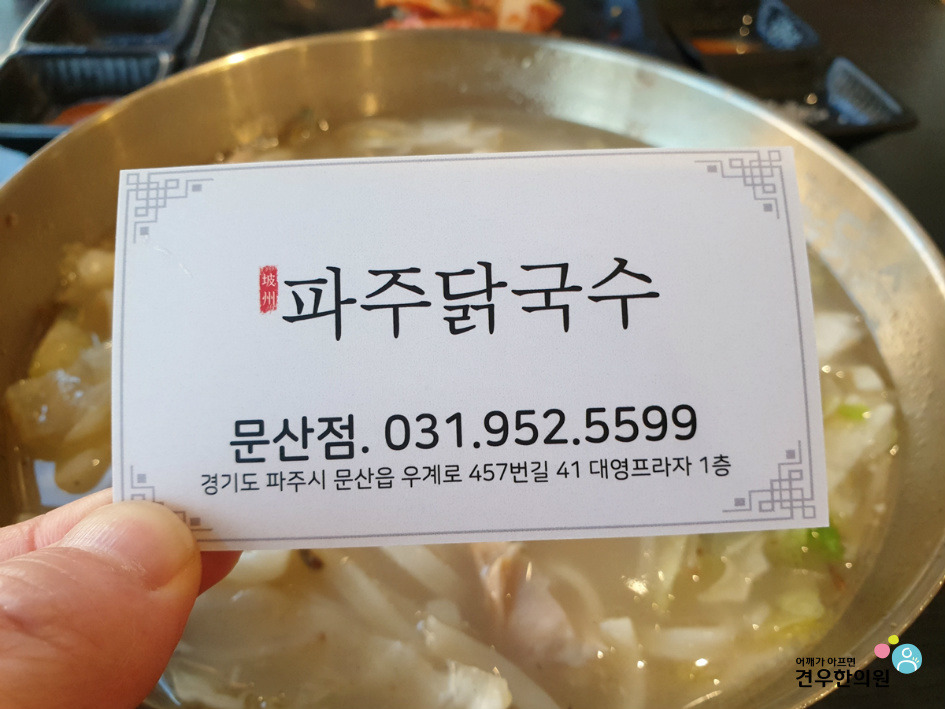 坡州
파주닭국수
문산점. 031.952.5599
경기도 파주시 문산읍 우계로 457번길 41 대영프라자 1층
어깨가 아프면
견우한의원